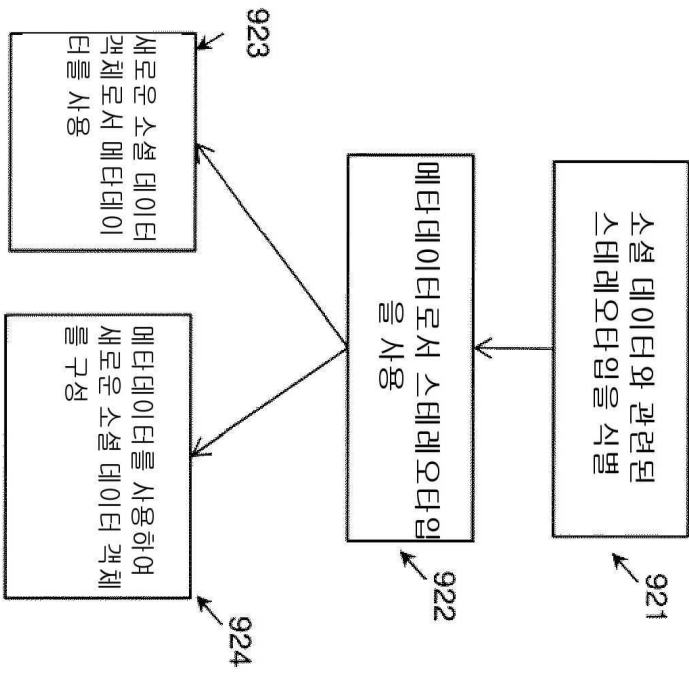 소셜 데이터와 관련된
스테레오타입을 식별
921
메타데이터로서 스테레오타입
을 사용
922
새로운 소셜 데이터
객체로서 메타데이
터를 사용
923
메타데이터를 사용하여
새로운 소셜 데이터 객체
를 구성
924